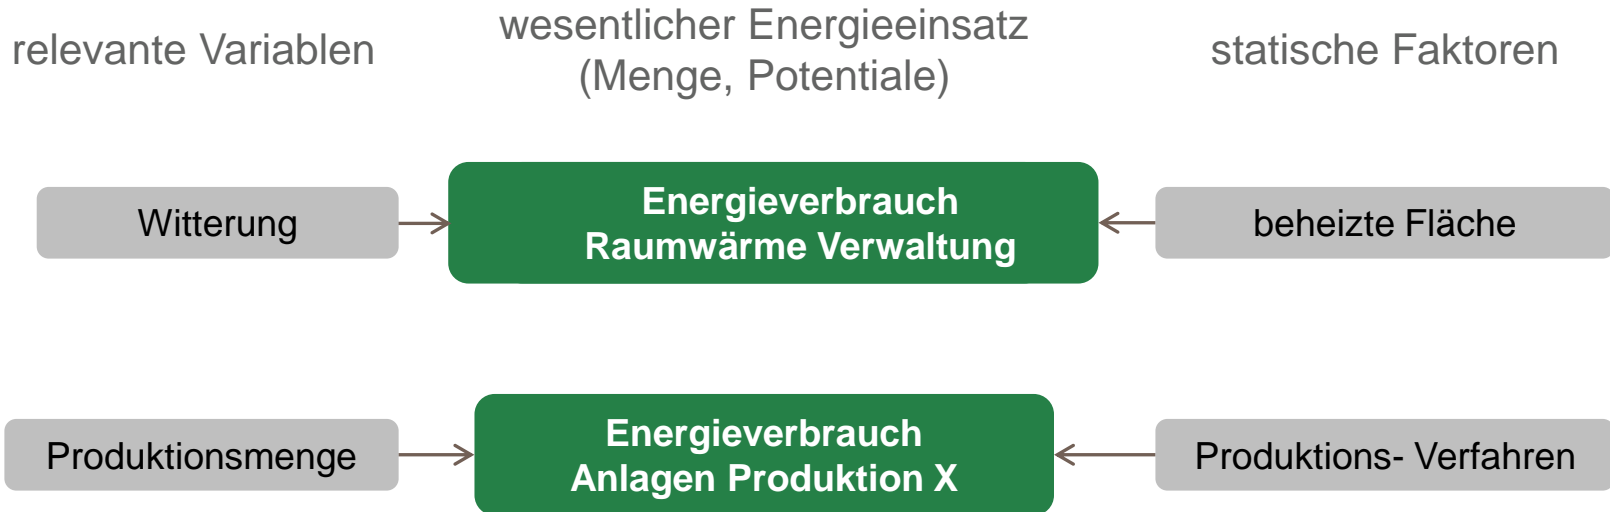 relevante Variablen
wesentlicher Energieeinsatz
(Menge, Potentiale)
statische Faktoren
Witterung
Energieverbrauch
Raumwärme Verwaltung
beheizte Fläche
Produktionsmenge
Energieverbrauch
Anlagen Produktion X
Produktions- Verfahren